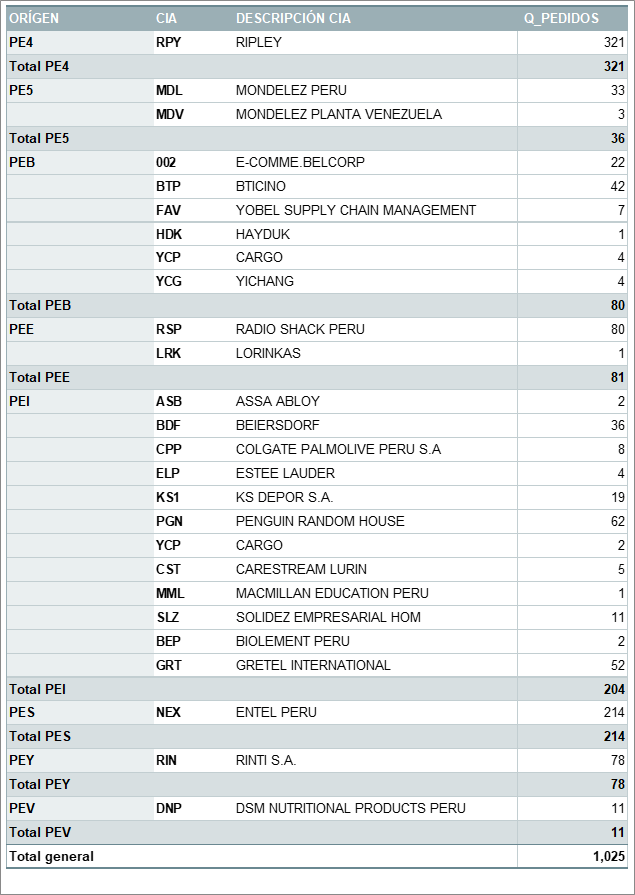 ORÍGEN CIA DESCRIPCIÓN CIA Q_PEDIDOS
PE4 RPY RIPLEY 321
Total PE4 321
PE5 MDL MONDELEZ PERU 33
MDV MONDELEZ PLANTA VENEZUELA 3
Total PE5 36
PEB 002 E-COMME.BELCORP 22
BTP BTICINO 42
FAV YOBEL SUPPLY CHAIN MANAGEMENT 7
HDK HAYDUK 1
YCP CARGO 4
YCG YICHANG 4
Total PEB 80
PEE RSP RADIO SHACK PERU 80
LRK LORINKAS 1
Total PEE 81
PEI ASB ASSA ABLOY 2
BDF BEIERSDORF 36
CPP COLGATE PALMOLIVE PERU S.A 8
ELP ESTEE LAUDER 4
KS1 KS DEPOR S.A. 19
PGN PENGUIN RANDOM HOUSE 62
YCP CARGO 2
CST CARESTREAM LURIN 5
MML MACMILLAN EDUCATION PERU 1
SLZ SOLIDEZ EMPRESARIAL HOM 11
BEP BIOLEMENT PERU 2
GRT GRETEL INTERNATIONAL 52
Total PEI 204
PES NEX ENTEL PERU 214
Total PES 214
PEY RIN RINTI S.A. 78
Total PEY 78
PEV DNP DSM NUTRITIONAL PRODUCTS PERU 11
Total PEV 11
Total general 1,025